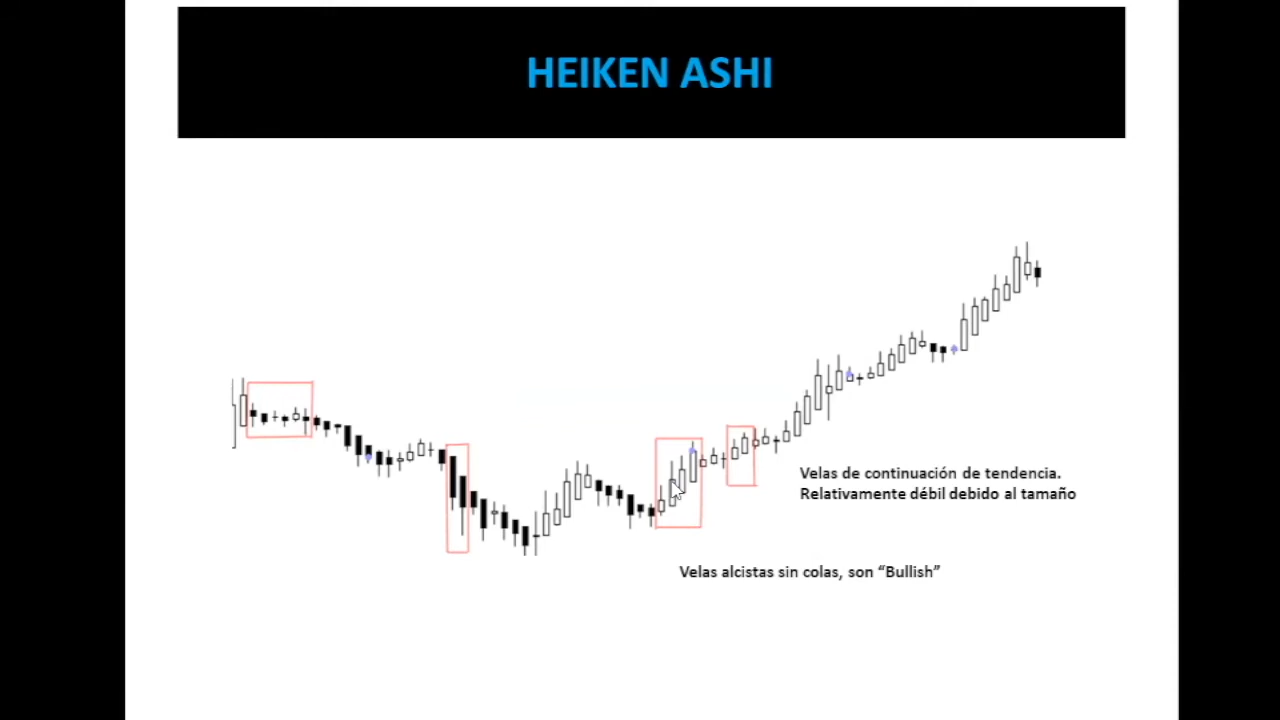 HEIKEN ASHI
Velas de continuación de tendencia.
Relativamente débil debido al tamaño
Velas alcistas sin colas, son “Bullish”